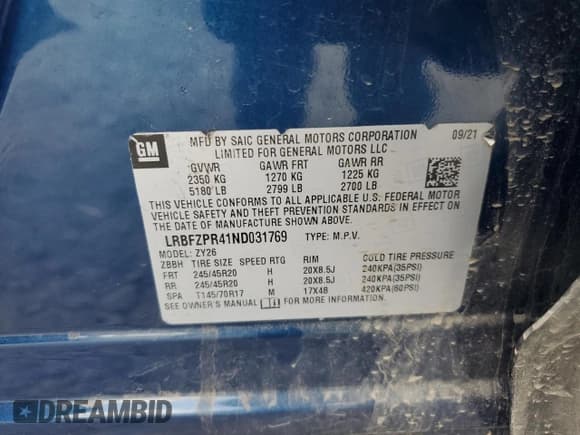 GM
MFD BY SAIC GENERAL MOTORS CORPORATION 09/21
LIMITED FOR GENERAL MOTORS LLC
GVWR GAWR FRT GAWR RR
2350 KG 1270 KG 1225 KG
5180 LB 2799 LB 2700 LB
THIS VEHICLE CONFORMS TO ALL APPLICABLE U.S. FEDERAL MOTOR
VEHICLE SAFETY AND THEFT PREVENTION STANDARDS IN EFFECT ON
THE DATE OF MANUFACTURE SHOWN ABOVE.
LRBFZPR41ND031769 TYPE: M.P.V.
MODEL: ZY26
ZBBH TIRE SIZE SPEED RTG RIM COLD TIRE PRESSURE
FRT 245/45R20 H 20X8.5J 240KPA(35PSI)
RR 245/45R20 H 20X8.5J 240KPA(35PSI)
SPA T145/70R17 M 17X4B 420KPA(60PSI)
SEE OWNER'S MANUAL FOR MORE INFORMATION.
DREAMBID